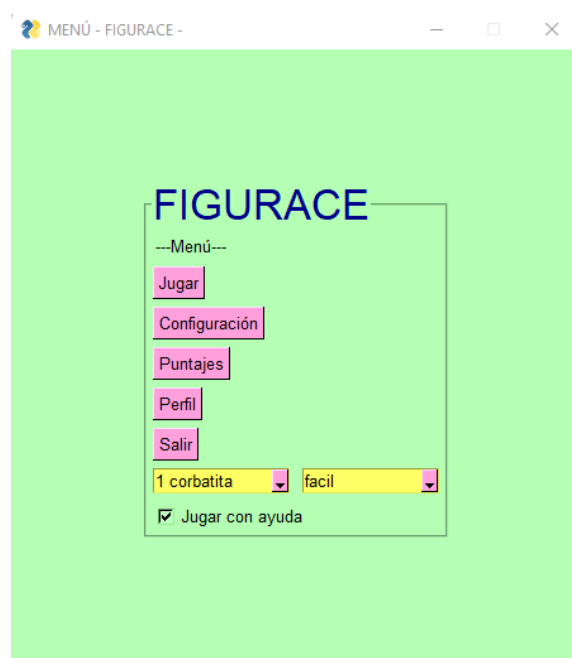 MENÚ - FIGURACE -
FIGURACE
---Menú---
Jugar
Configuración
Puntajes
Perfil
Salir
1 corbatita facil
Jugar con ayuda